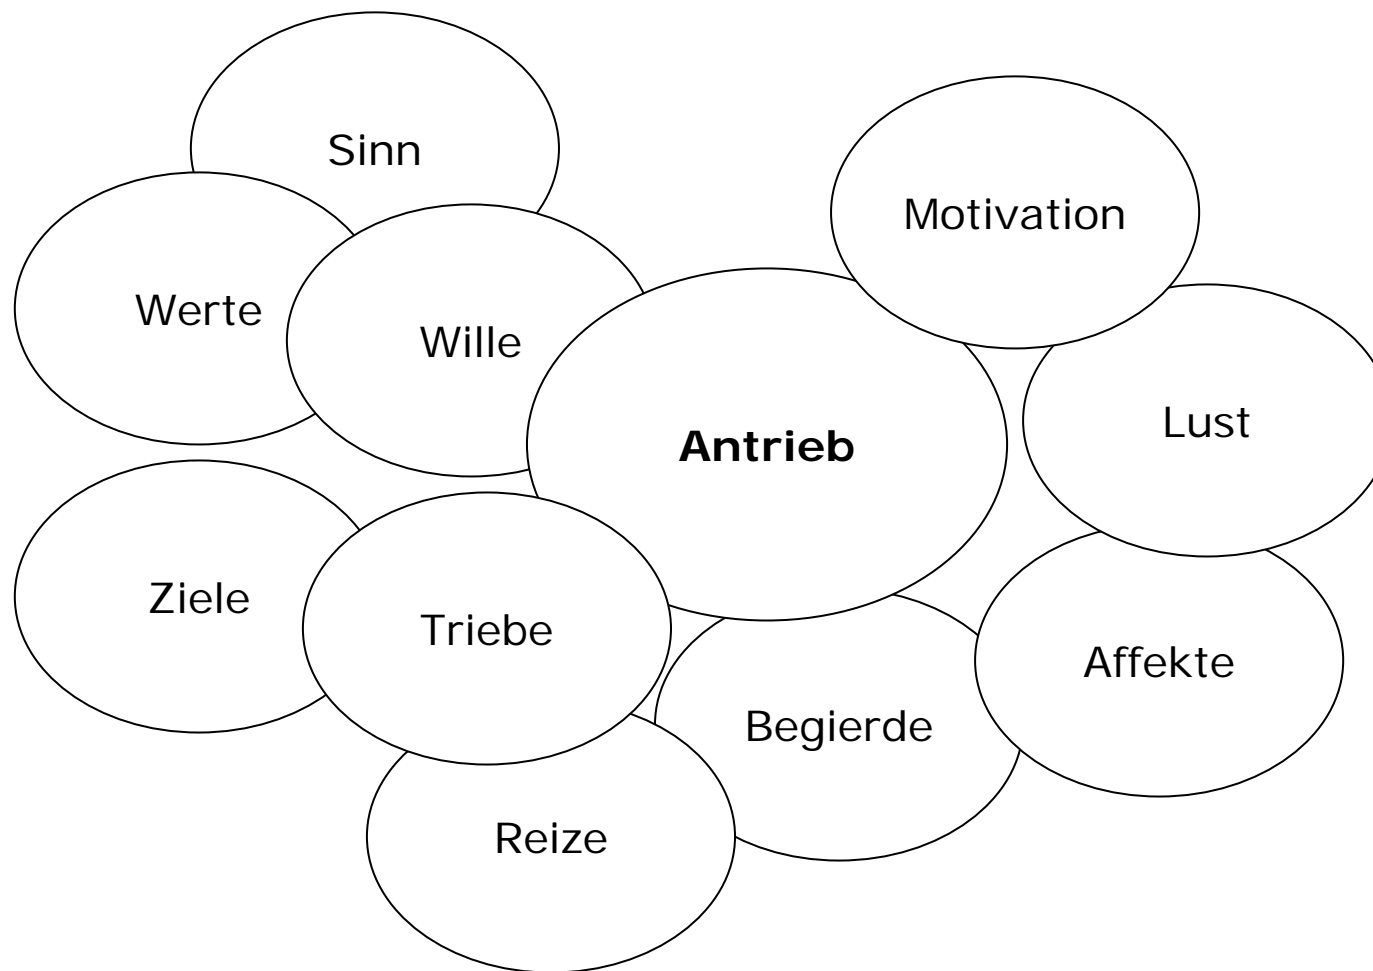 Sinn
Motivation
Werte
Wille
Lust
Antrieb
Ziele
Triebe
Affekte
Begierde
Reize